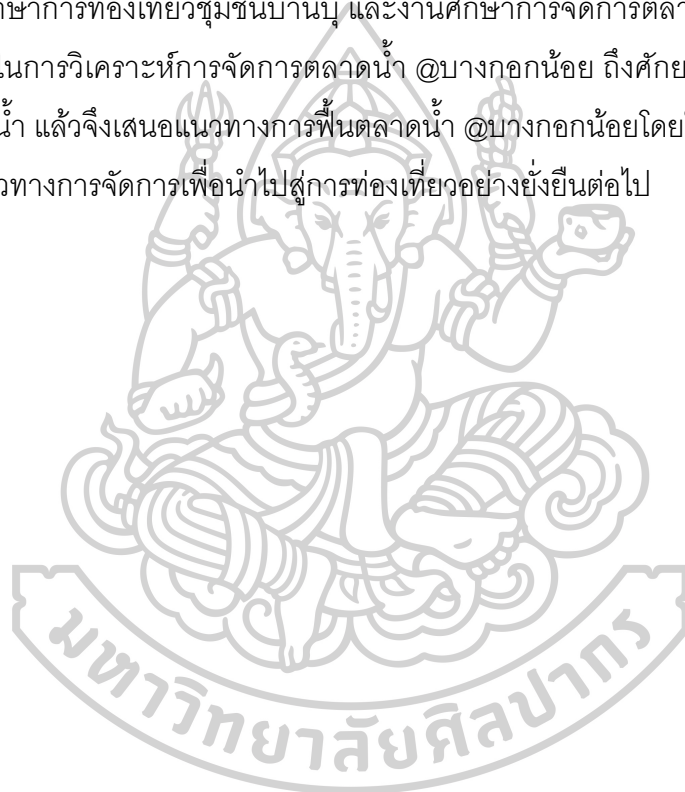 กษาการท่องเที่ยวชุมชนบ้านบุ และงานศึกษาการจัดการตลา
นการวิเคราะห์การจัดการตลาดน้ำ @บางกอกน้อย ถึงศักย
น้ำ แล้วจึงเสนอแนวทางการฟื้นตลาดน้ำ @บางกอกน้อยโดย
วทางการจัดการเพื่อนำไปสู่การท่องเที่ยวอย่างยั่งยืนต่อไป
มหาวิทยาลัยศิลปากร